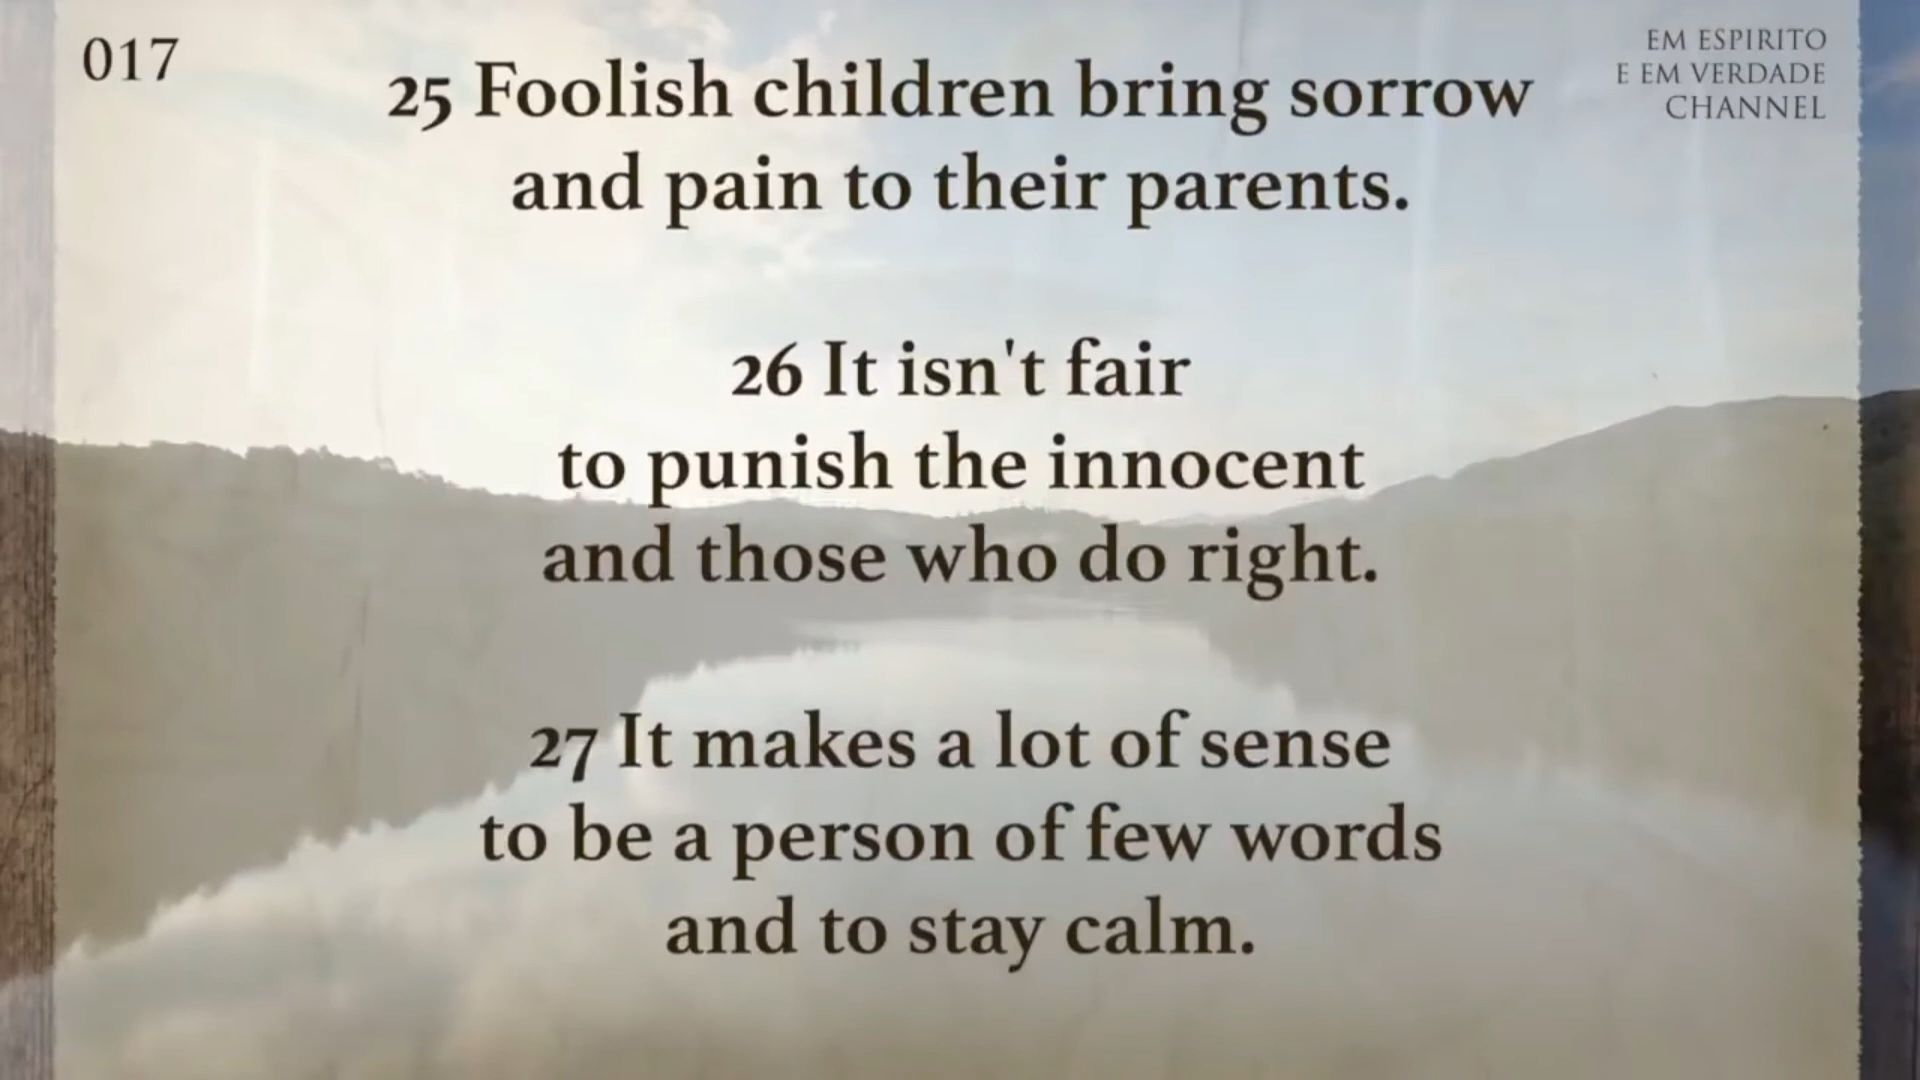 017
EM ESPIRITO
E EM VERDADE
CHANNEL
25 Foolish children bring sorrow
and pain to their parents.
26 It isn't fair
to punish the innocent
and those who do right.
27 It makes a lot of sense
to be a person of few words
and to stay calm.